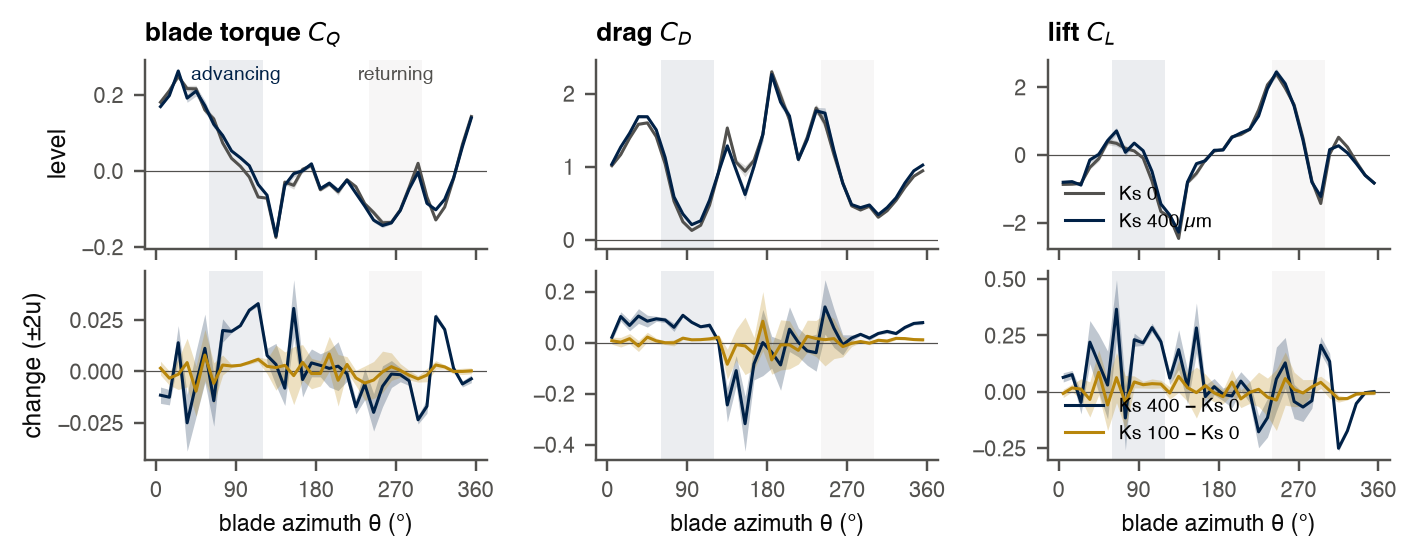 blade torque C_Q
drag C_D
lift C_L
level
0.2
0.0
−0.2
advancing
returning
2
1
0
2
0
−2
Ks 0
Ks 400 μm
change (±2u)
0.025
0.000
−0.025
0.2
0.0
−0.2
−0.4
0.50
0.25
0.00
−0.25
Ks 400 − Ks 0
Ks 100 − Ks 0
0 90 180 270 360
0 90 180 270 360
0 90 180 270 360
blade azimuth θ (°)
blade azimuth θ (°)
blade azimuth θ (°)